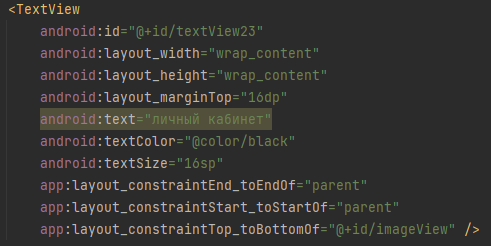 <TextView
android:id="@+id/textView23"
android:layout_width="wrap_content"
android:layout_height="wrap_content"
android:layout_marginTop="16dp"
android:text="личный кабинет"
android:textColor="@color/black"
android:textSize="16sp"
app:layout_constraintEnd_toEndOf="parent"
app:layout_constraintStart_toStartOf="parent"
app:layout_constraintTop_toBottomOf="@+id/imageView" />